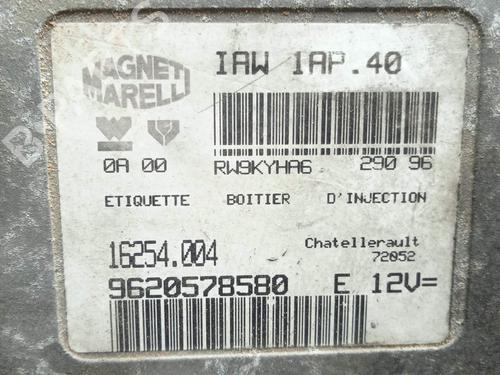 MAGNETI
MARELLI
IAW 1AP.40
0A 00
RW9KYHA6
290 96
ETIQUETTE BOITIER D'INJECTION
16254.004
Chatellerault
72052
9620578580
E 12V=